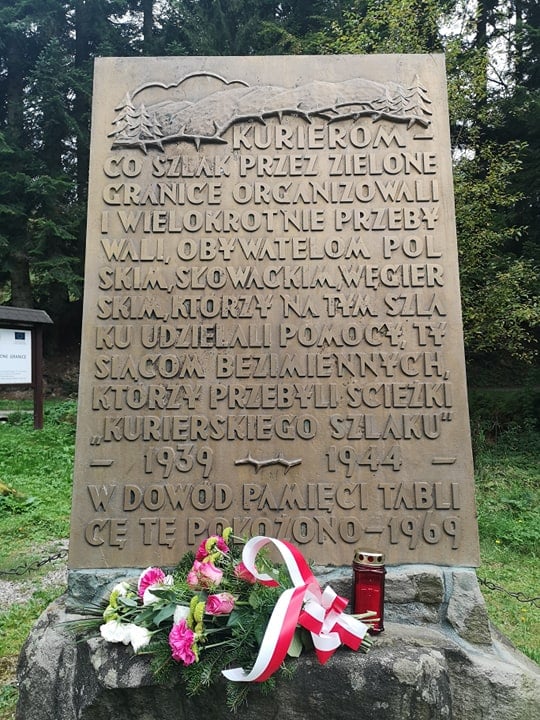 KURIEROM –
CO SZLAK PRZEZ ZIELONE
GRANICE ORGANIZOWALI
I WIELOKROTNIE PRZEBY
WALI, OBYWATELOM POL
SKIM, SŁOWACKIM, WĘGIER
SKIM, KTÓRZY NA TYM SZLA
KU UDZIELALI POMOCY, TY
SIĄCOM BEZIMIENNYCH,
KTÓRZY PRZEBYLI ŚCIEŻKI
„KURIERSKIEGO SZLAKU"
– 1939 – 1944 –
W DOWÓD PAMIĘCI TABLI
CĘ TĘ POŁOŻONO – 1969
ONE GRANICE